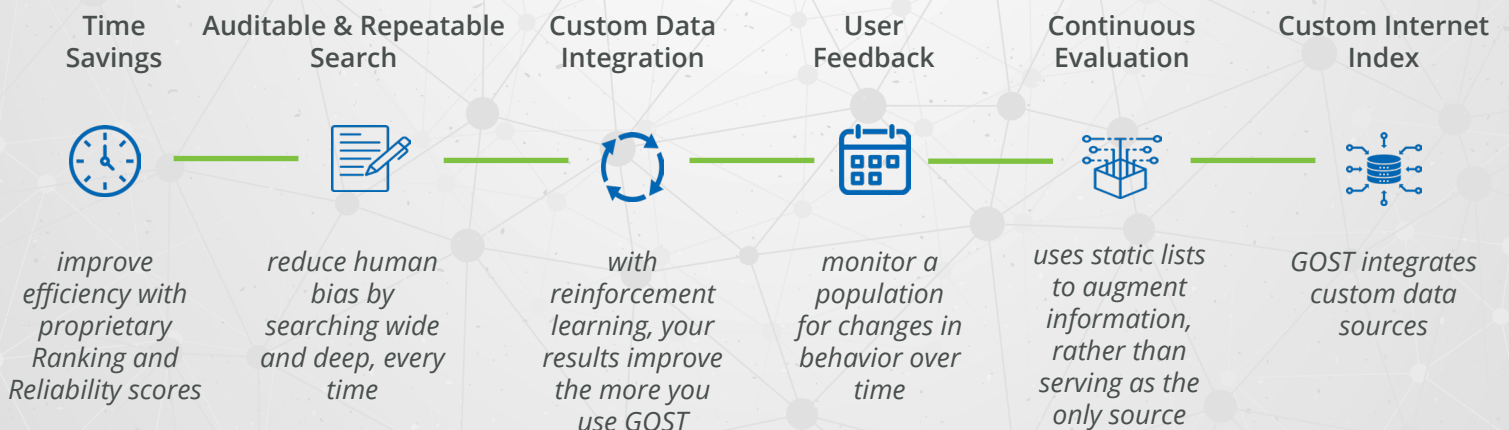 Time
Savings
improve
efficiency with
proprietary
Ranking and
Reliability scores
Auditable & Repeatable
Search
reduce human
bias by
searching wide
and deep, every
time
Custom Data
Integration
with
reinforcement
learning, your
results improve
the more you
use GOST
User
Feedback
monitor a
population
for changes in
behavior over
time
Continuous
Evaluation
uses static lists
to augment
information,
rather than
serving as the
only source
Custom Internet
Index
GOST integrates
custom data
sources